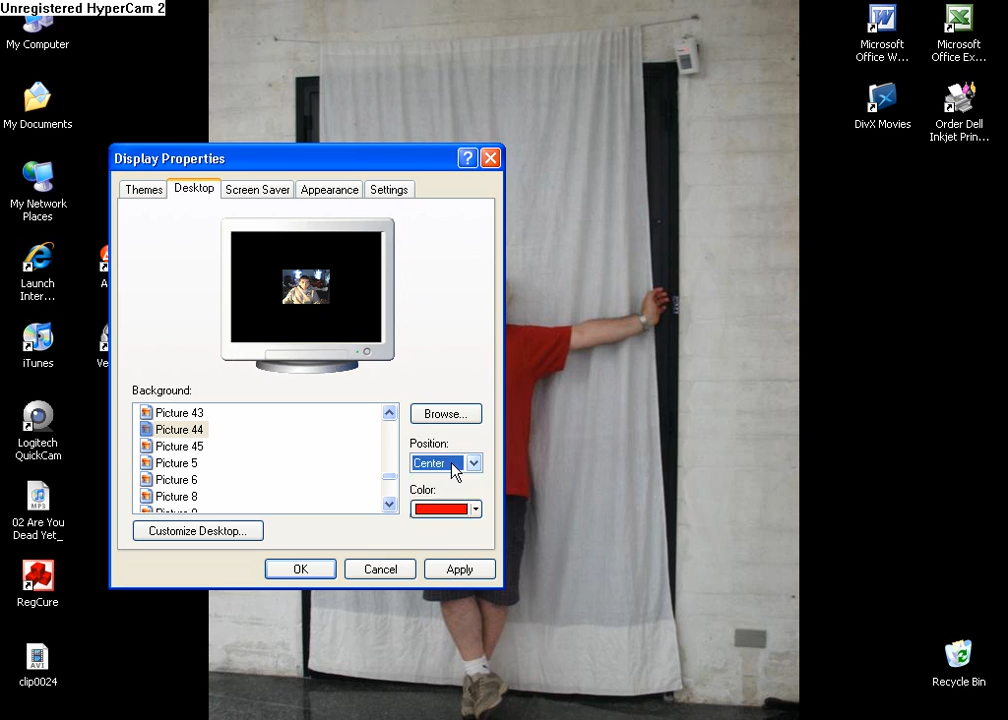 Unregistered HyperCam 2
My Computer
My Documents
My Network
Places
Launch
Inter...
iTunes
Logitech
QuickCam
MP3
02 Are You
Dead Yet_
RegCure
AVI
clip0024
Microsoft
Office W...
Microsoft
Office Ex...
DivX Movies
Order Dell
Inkjet Prin...
Recycle Bin
Display Properties
Themes
Desktop
Screen Saver
Appearance
Settings
Background:
Picture 43
Picture 44
Picture 45
Picture 5
Picture 6
Picture 8
Browse...
Position:
Center
Color:
Customize Desktop...
OK
Cancel
Apply